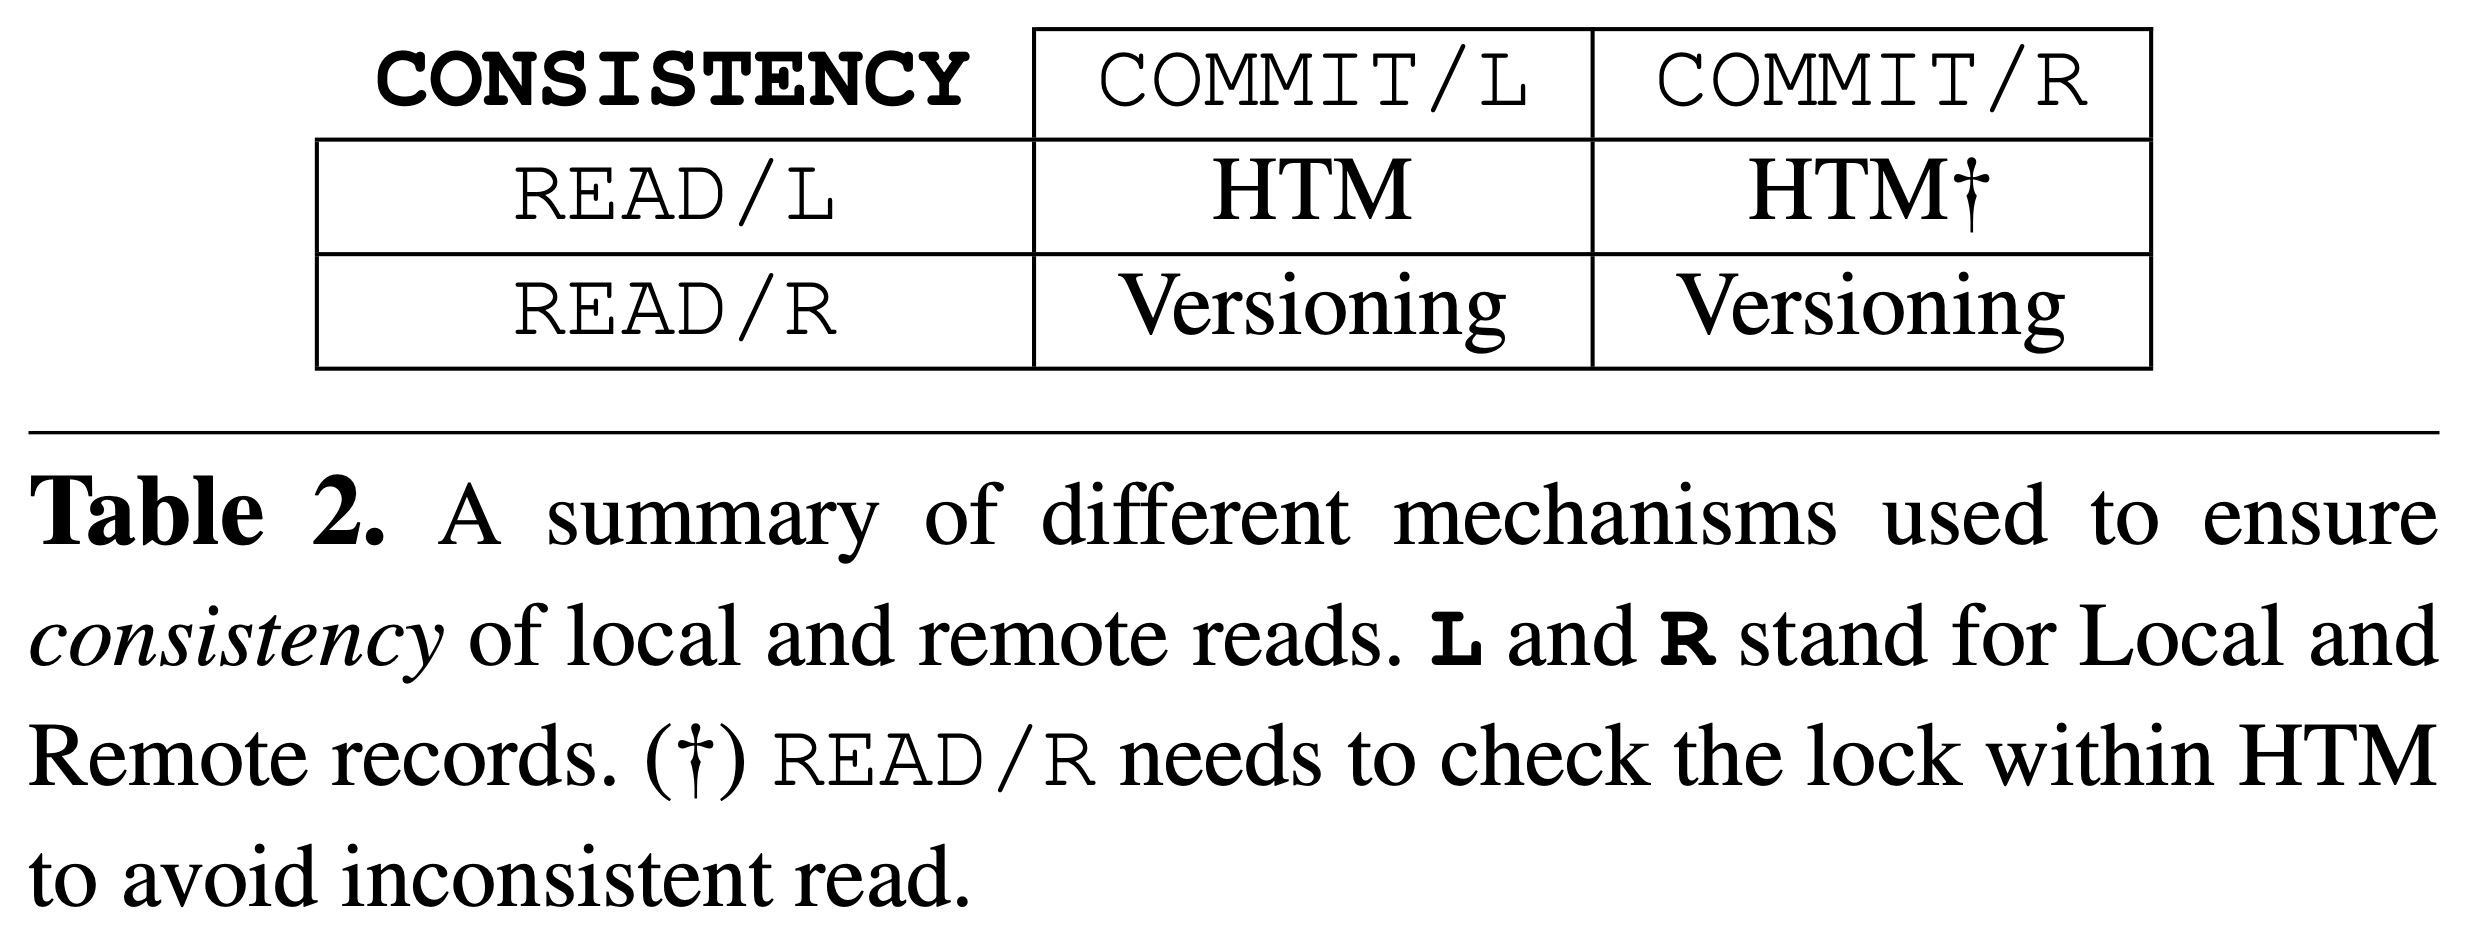 CONSISTENCY COMMIT/L COMMIT/R
READ/L HTM HTM†
READ/R Versioning Versioning
Table 2. A summary of different mechanisms used to ensure
consistency of local and remote reads. L and R stand for Local and
Remote records. (†) READ/R needs to check the lock within HTM
to avoid inconsistent read.